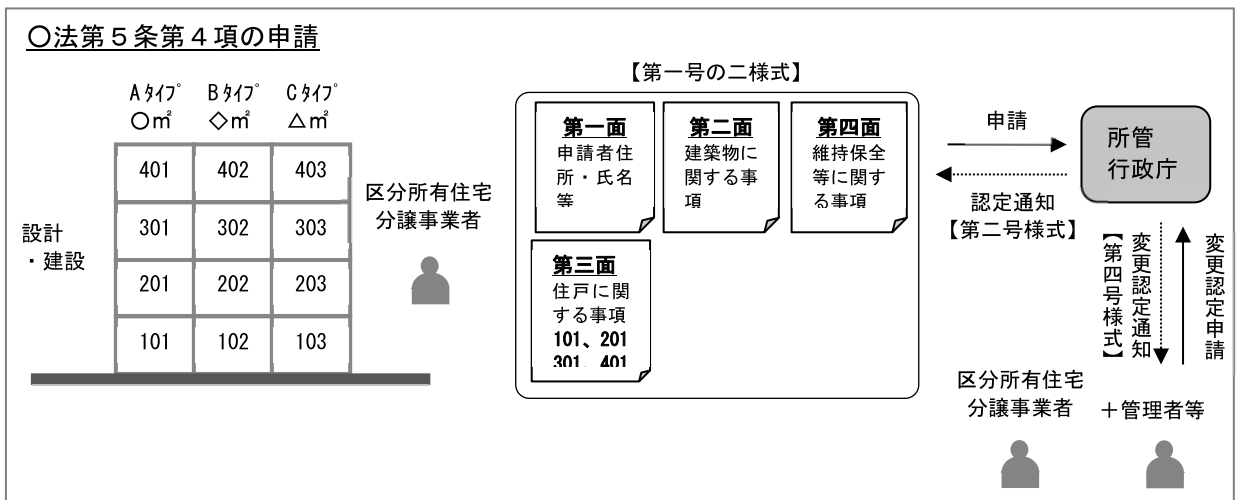 〇法第５条第４項の申請
Aﾀｲﾌﾟ Bﾀｲﾌﾟ Cﾀｲﾌﾟ
〇㎡ ◇㎡ △㎡
401 402 403
301 302 303
201 202 203
101 102 103
設計
・建設
区分所有住宅
分譲事業者
【第一号の二様式】
第一面
申請者住
所・氏名
等
第二面
建築物に
関する事
項
第四面
維持保全
等に関す
る事項
第三面
住戸に関
する事項
101、201
301、401
申請
認定通知
【第二号様式】
所管
行政庁
変更認定通知
【第四号様式】
変更認定申請
区分所有住宅
分譲事業者
＋管理者等